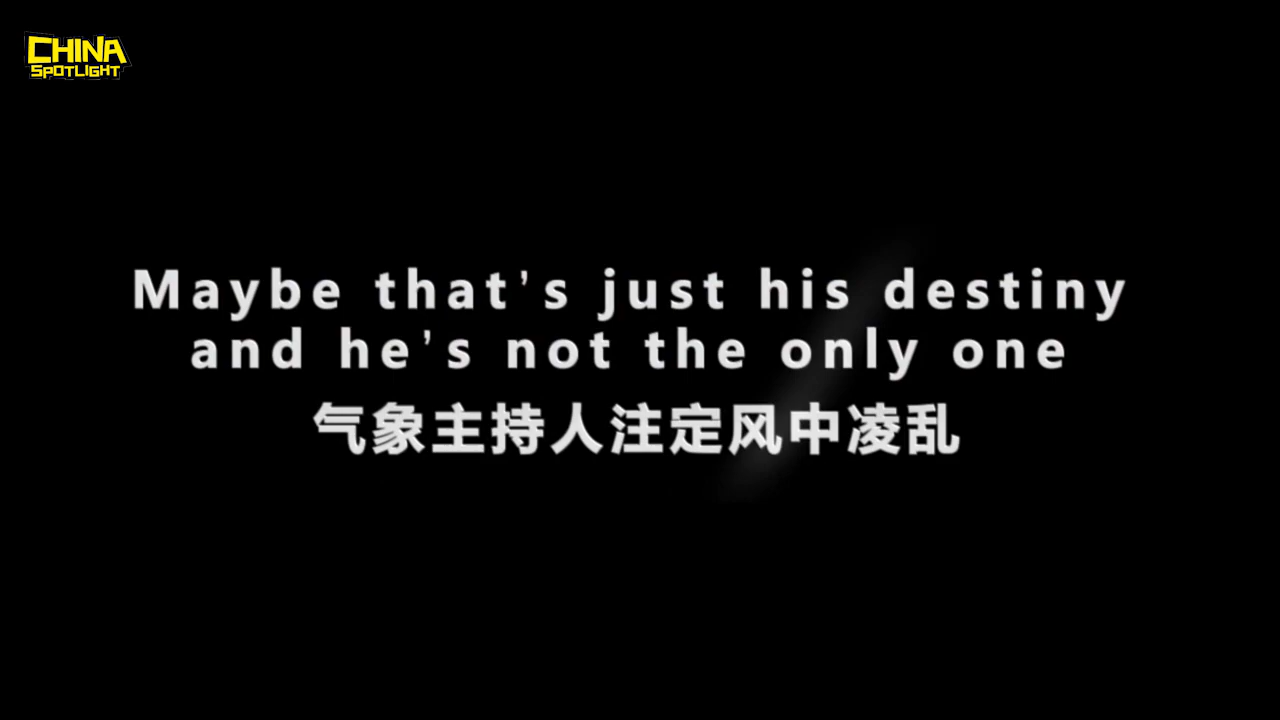 CHINA
SPOTLIGHT
Maybe that's just his destiny
and he's not the only one
气象主持人注定风中凌乱